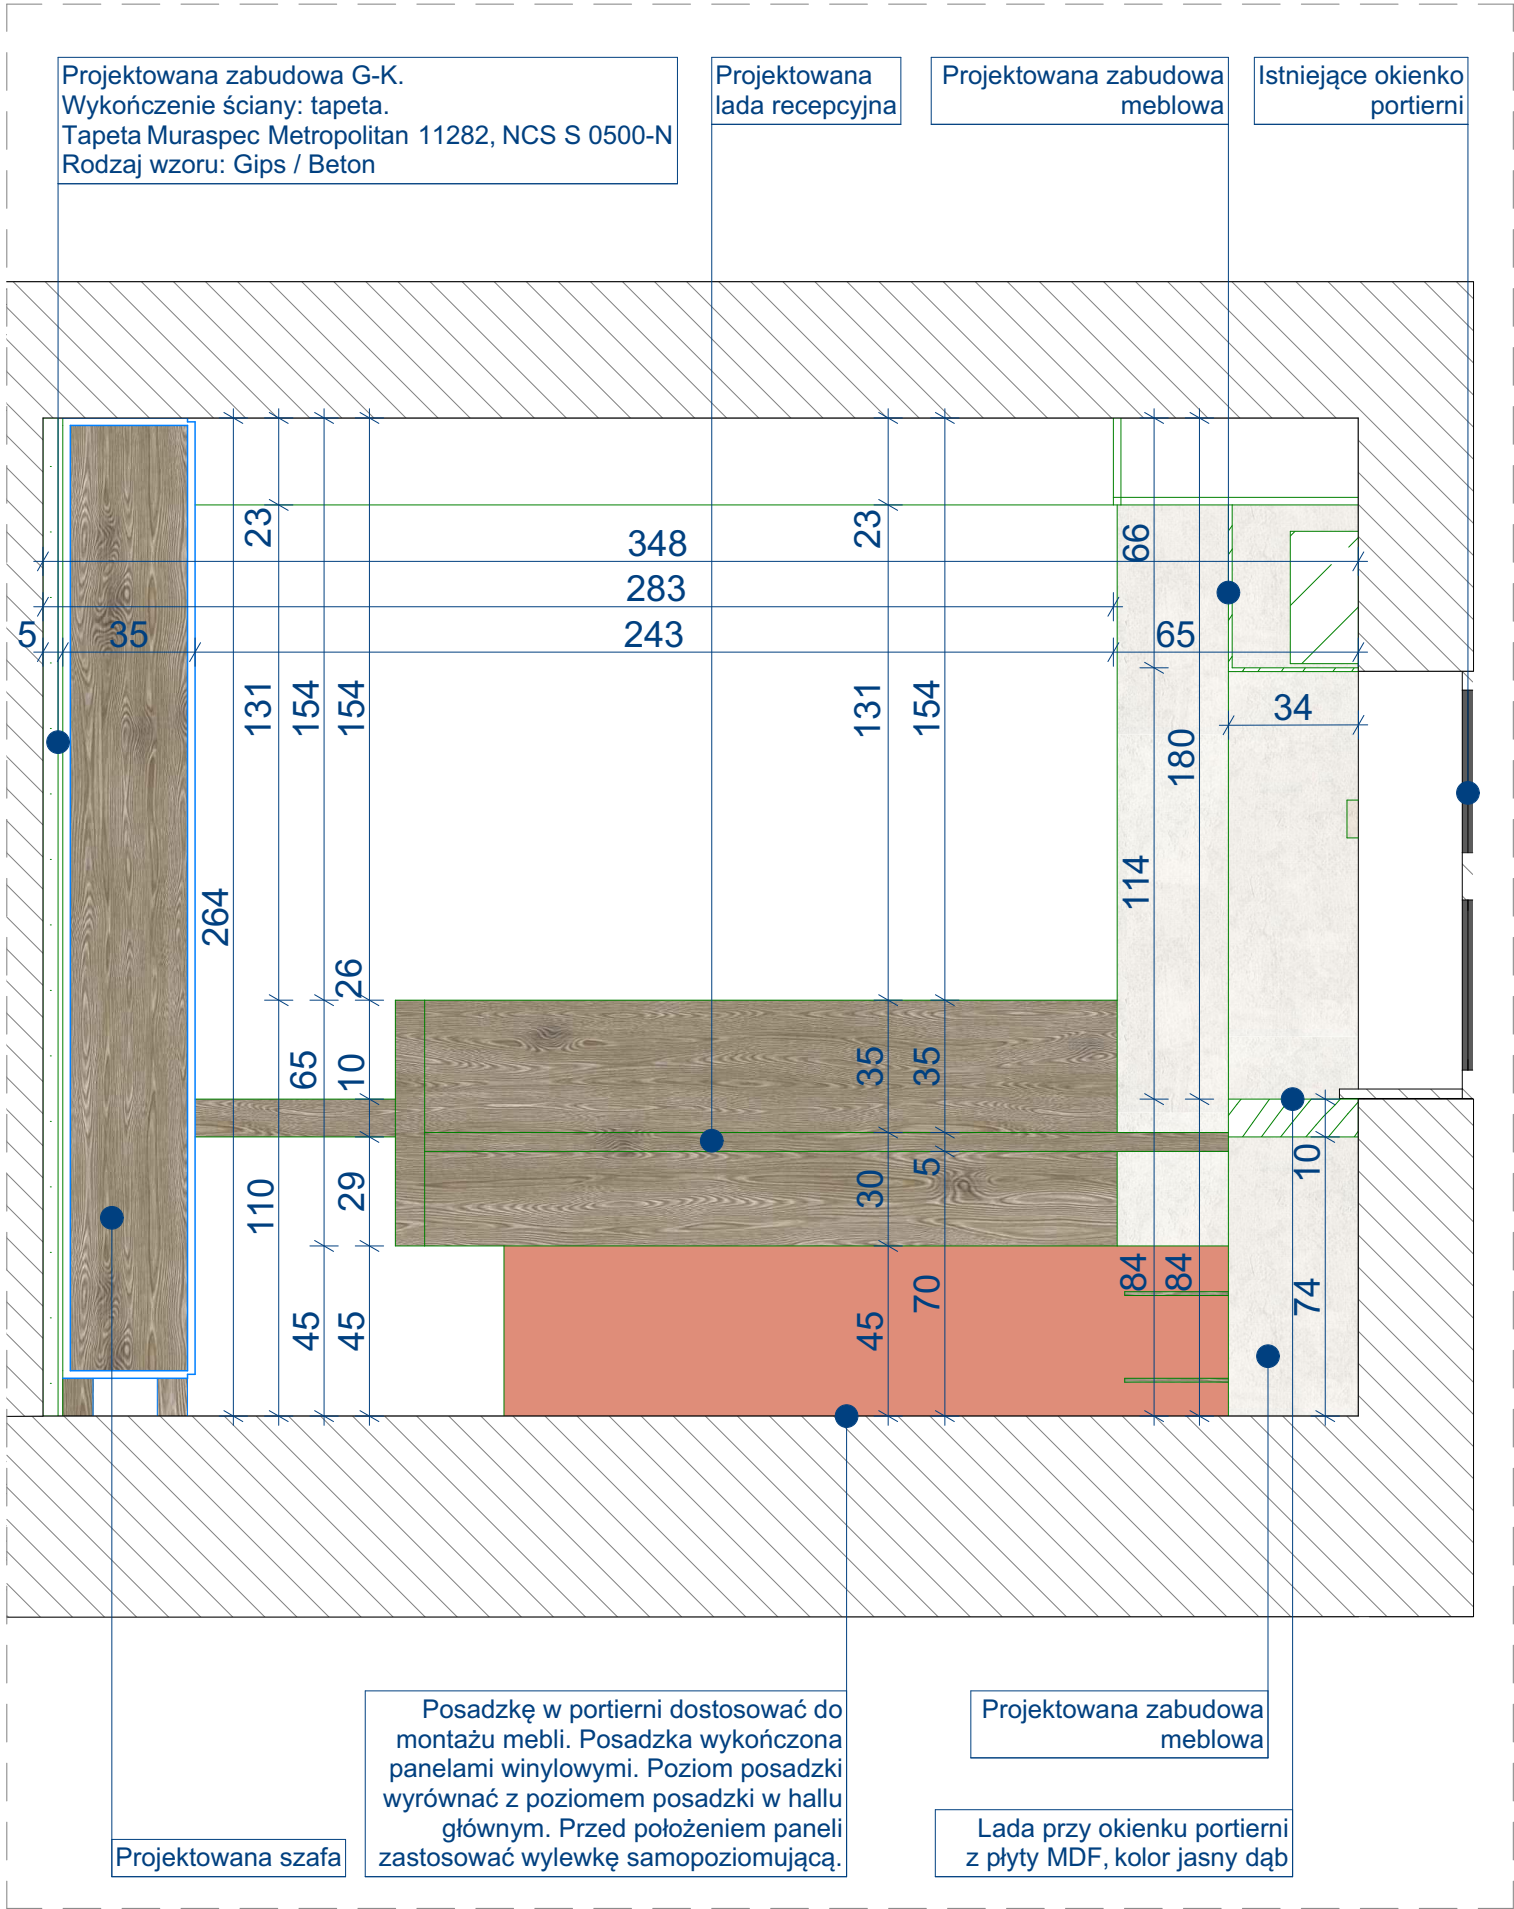 Projektowana zabudowa G-K.
Wykończenie ściany: tapeta.
Tapeta Muraspec Metropolitan 11282, NCS S 0500-N
Rodzaj wzoru: Gips / Beton
Projektowana
lada recepcyjna
Projektowana zabudowa
meblowa
Istniejące okienko
portierni
23
23
66
348
283
5
35
243
65
131
154
154
131
154
34
180
114
264
26
65
10
35
35
110
29
30
5
10
45
45
45
70
84
84
74
Posadzkę w portierni dostosować do
montażu mebli. Posadzka wykończona
panelami winylowymi. Poziom posadzki
wyrównać z poziomem posadzki w hallu
głównym. Przed położeniem paneli
zastosować wylewkę samopoziomującą.
Projektowana zabudowa
meblowa
Projektowana szafa
Lada przy okienku portierni
z płyty MDF, kolor jasny dąb